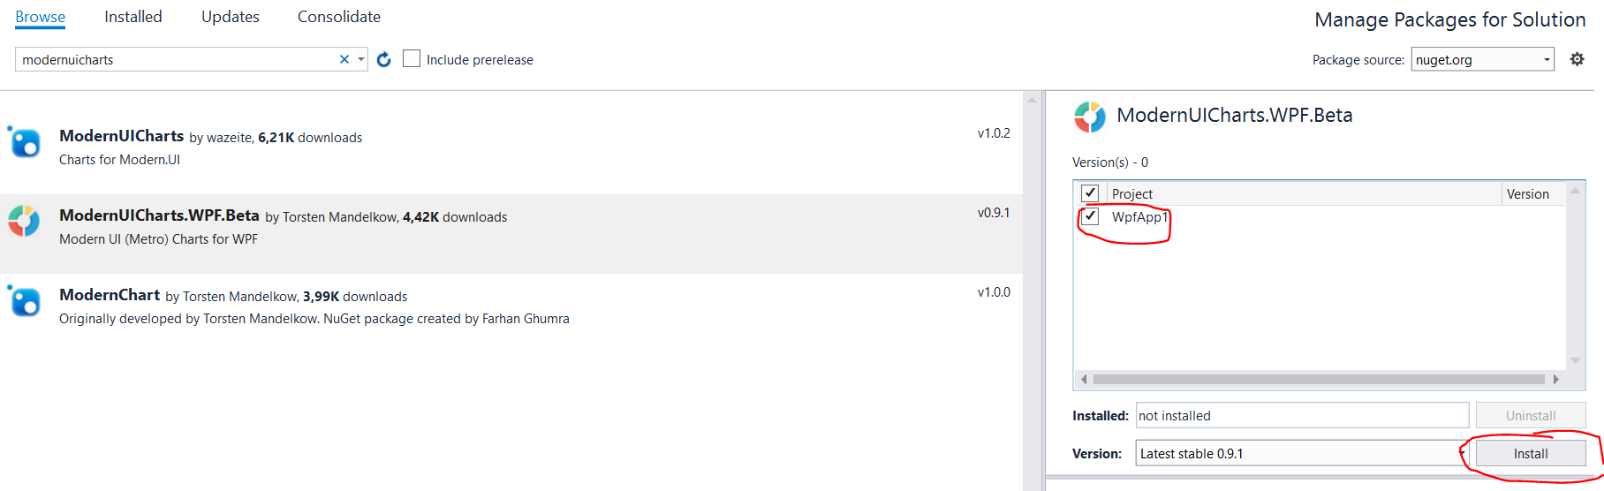 Browse Installed Updates Consolidate
Manage Packages for Solution
modernuicharts
Include prerelease
Package source: nuget.org
ModernUICharts by wazeite, 6,21K downloads v1.0.2
Charts for Modern.UI
ModernUICharts.WPF.Beta by Torsten Mandelkow, 4,42K downloads v0.9.1
Modern UI (Metro) Charts for WPF
ModernChart by Torsten Mandelkow, 3,99K downloads v1.0.0
Originally developed by Torsten Mandelkow. NuGet package created by Farhan Ghumra
ModernUICharts.WPF.Beta
Version(s) - 0
Project Version
WpfApp1
Installed: not installed Uninstall
Version: Latest stable 0.9.1 Install